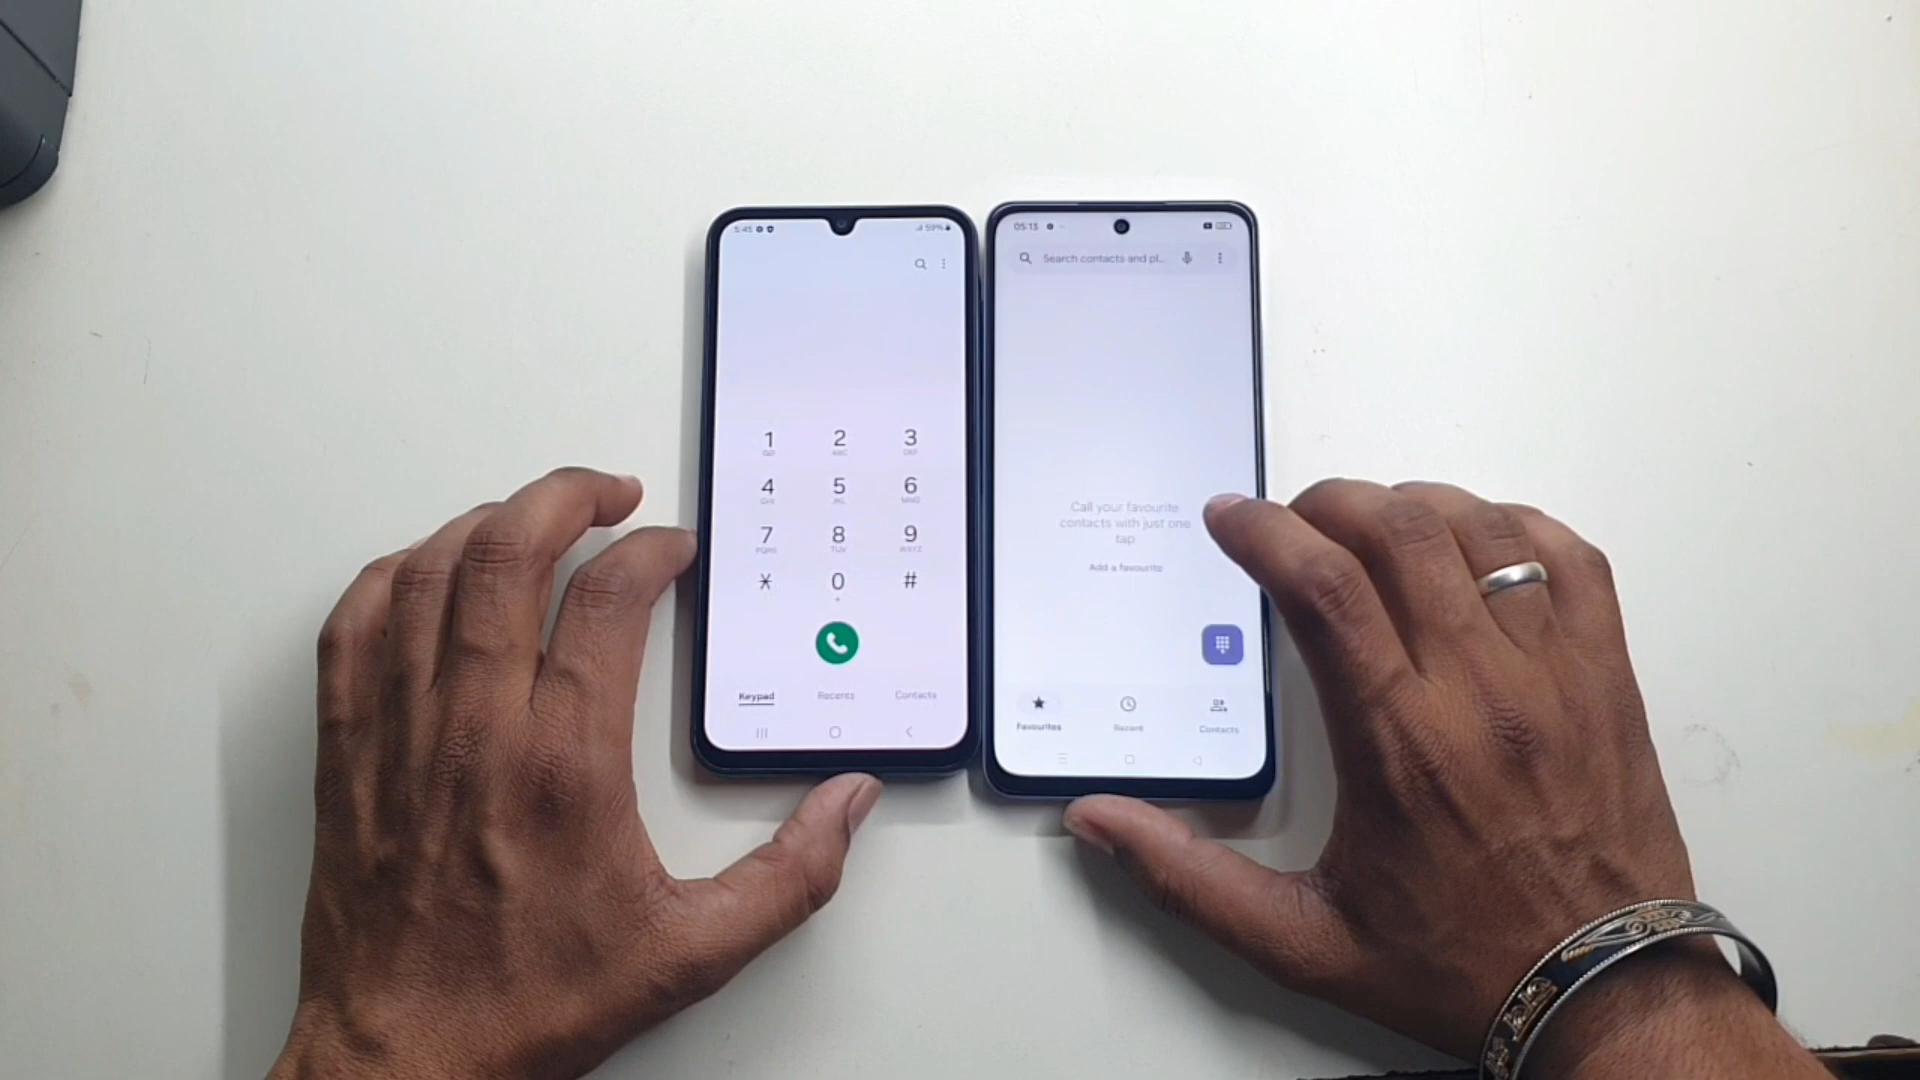 5:45
59%
1
2
ABC
3
DEF
4
GHI
5
JKL
6
MNO
7
PQRS
8
TUV
9
WXYZ
0
+
#
Keypad
Recents
Contacts
05:15
Search contacts and pl...
Call your favourite
contacts with just one
tap
Add a favourite
Favourites
Recent
Contacts